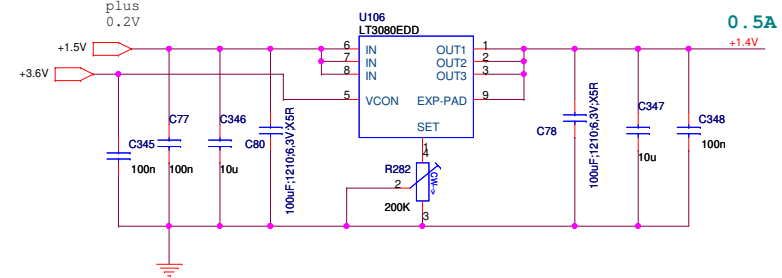 plus
0.2V
U106
LT3080EDD
0.5A
+1.5V
+1.4V
+3.6V
6
7
8
5
IN
IN
IN
VCON
OUT1
OUT2
OUT3
EXP-PAD
SET
1
2
3
9
C345
100n
C77
100n
C346
10u
C80
100uF;1210;6,3V;X5R
1
4
R282
2
CW->
200K
3
C78
100uF;1210;6,3V;X5R
C347
10u
C348
100n